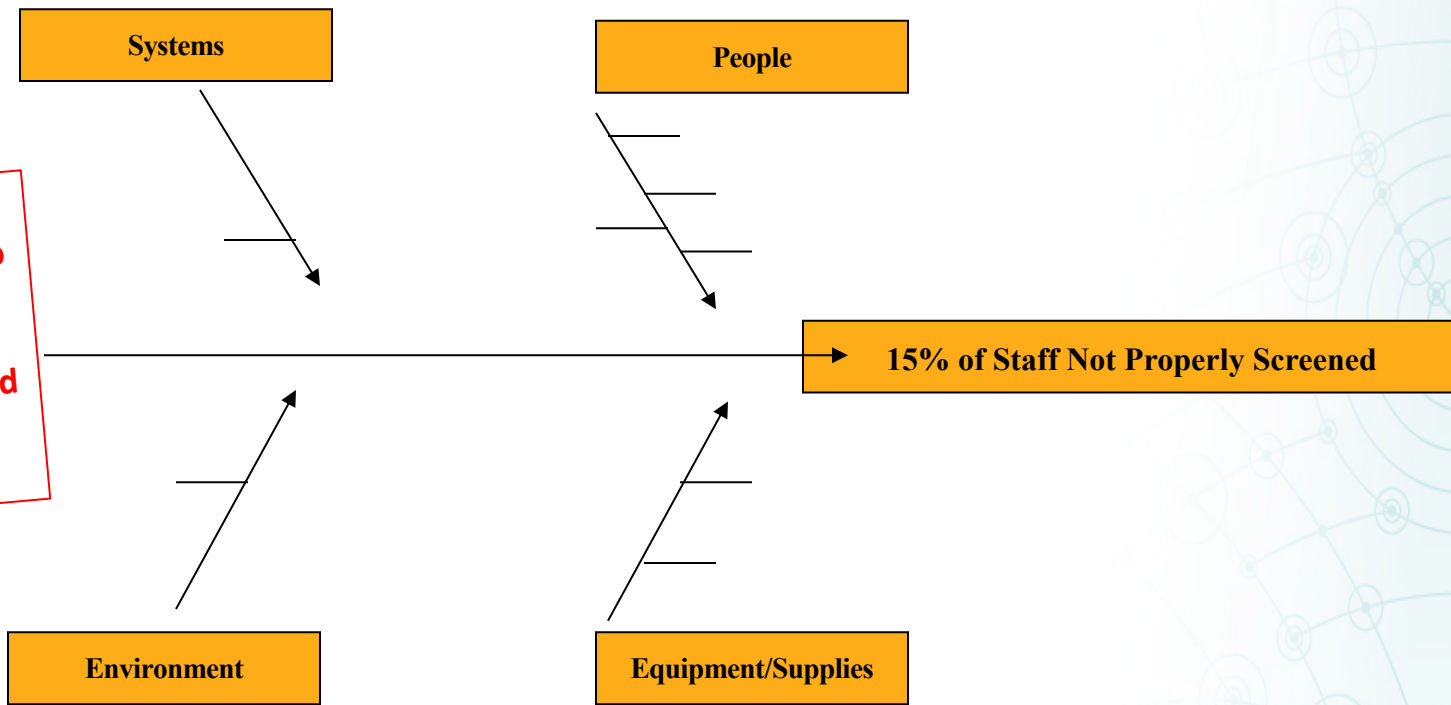 Systems
People
15% of Staff Not Properly Screened
Environment
Equipment/Supplies